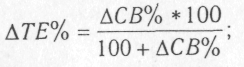 ΔTE% = ΔCB% * 100 / 100 + ΔCB% ;